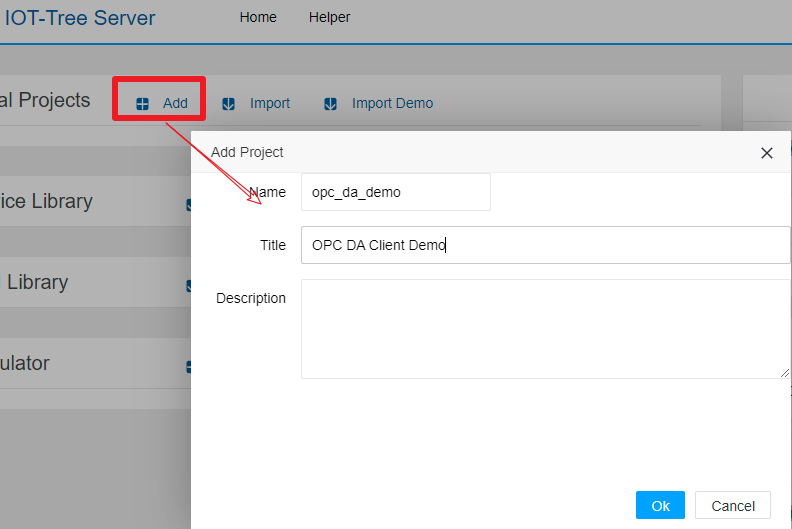 IOT-Tree Server Home Helper
al Projects Add Import Import Demo
Add Project
Name opc_da_demo
vice Library
Title OPC DA Client Demo
Library
Description
ulator
Ok Cancel